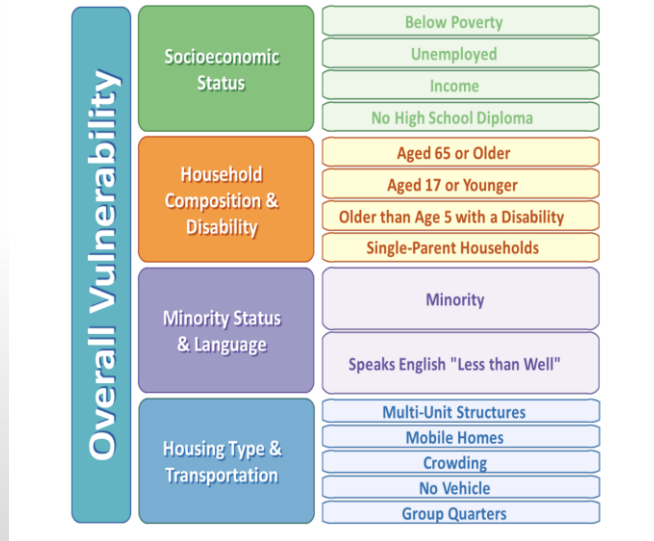 Overall Vulnerability
Socioeconomic
Status
Below Poverty
Unemployed
Income
No High School Diploma
Household
Composition &
Disability
Aged 65 or Older
Aged 17 or Younger
Older than Age 5 with a Disability
Single-Parent Households
Minority Status
& Language
Minority
Speaks English "Less than Well"
Housing Type &
Transportation
Multi-Unit Structures
Mobile Homes
Crowding
No Vehicle
Group Quarters